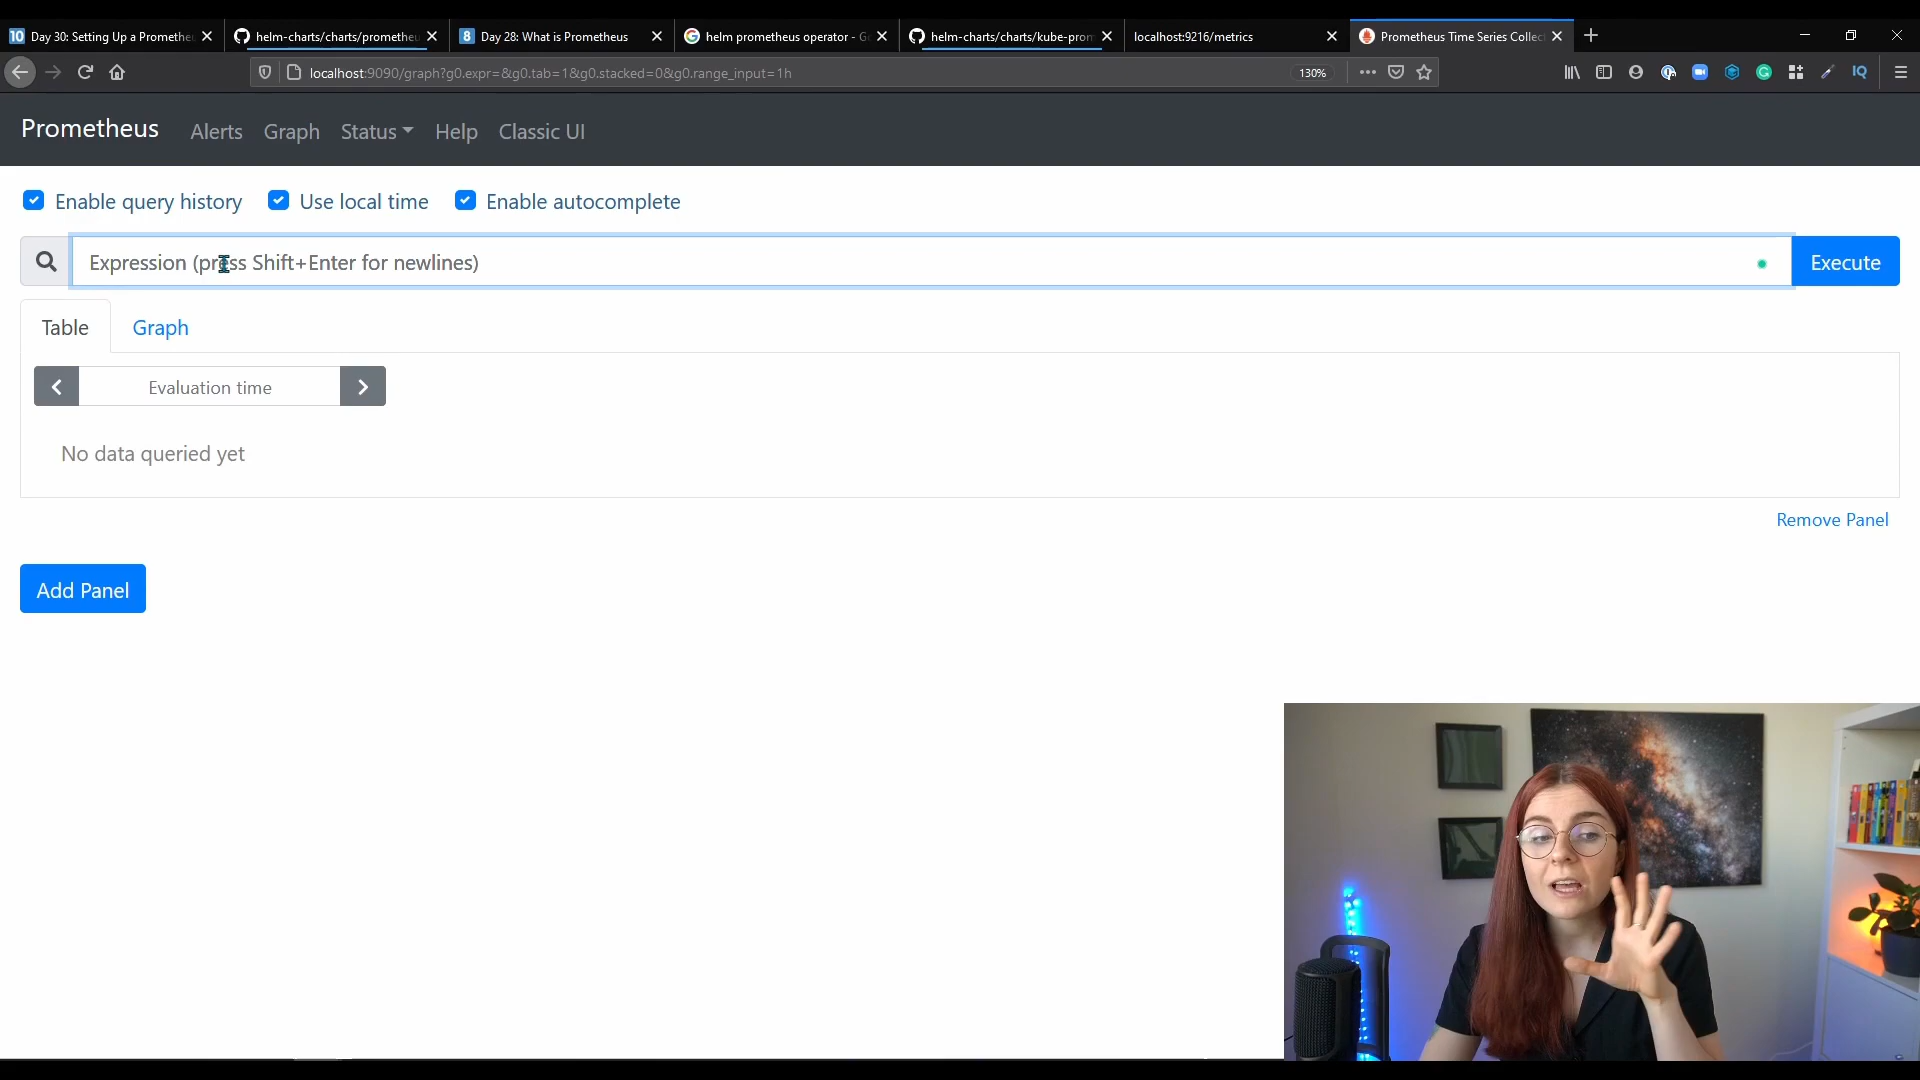 Day 30: Setting Up a Promethe
helm-charts/charts/prometheu
Day 28: What is Prometheus
helm prometheus operator - G
helm-charts/charts/kube-prom
localhost:9216/metrics
Prometheus Time Series Collec
localhost:9090/graph?g0.expr=&g0.tab=1&g0.stacked=0&g0.range_input=1h
130%
IQ
Prometheus Alerts Graph Status Help Classic UI
Enable query history Use local time Enable autocomplete
Expression (press Shift+Enter for newlines)
Execute
Table Graph
Evaluation time
No data queried yet
Remove Panel
Add Panel